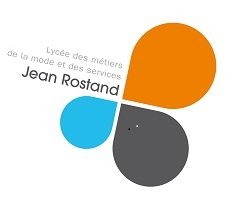 Lycée des métiers
de la mode et des services
Jean Rostand